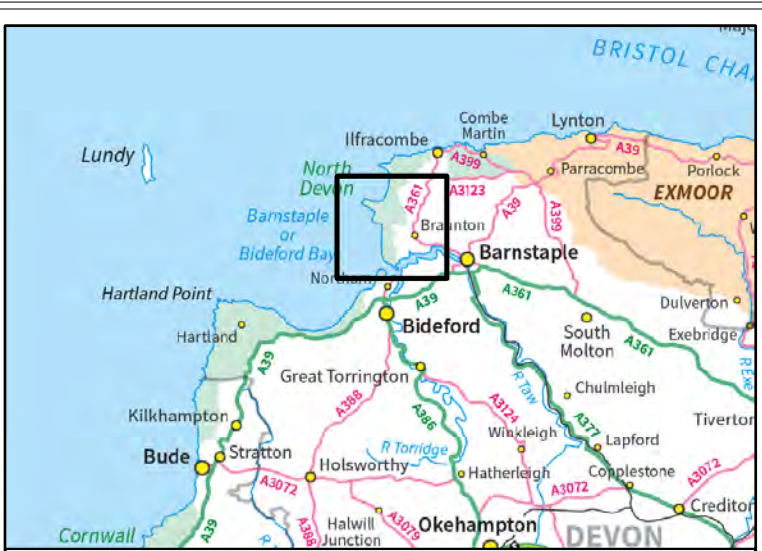 BRISTOL CHA
Combe
Martin
Lynton
Ilfracombe
A399
A39
Lundy
North
Devon
Parracombe
Porlock
A3123
EXMOOR
A361
A39
A399
Barnstaple
or
Bideford Bay
Braunton
Barnstaple
Hartland Point
A39
A361
Dulverton
Hartland
Bideford
South
Molton
Exebridge
A39
A361
R Exe
Great Torrington
R Taw
Chulmleigh
A388
A386
A3124
Kilkhampton
Tiverton
Winkleigh
A377
Lapford
Bude
Stratton
R Torridge
Holsworthy
Hatherleigh
Copplestone
A3072
A3072
A3072
Crediton
Cornwall
A39
A388
Halwill
Junction
A3079
Okehampton
DEVON